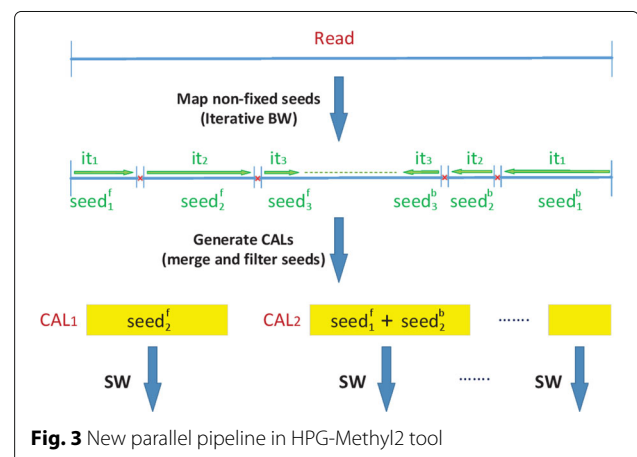 Read
Map non-fixed seeds
(Iterative BW)
it₁ it₂ it₃ it₃ it₂ it₁
seed₁ᶠ seed₂ᶠ seed₃ᶠ seed₃ᵇ seed₂ᵇ seed₁ᵇ
Generate CALs
(merge and filter seeds)
CAL₁ seed₂ᶠ CAL₂ seed₁ᶠ + seed₂ᵇ .......
SW SW ....... SW
Fig. 3 New parallel pipeline in HPG-Methyl2 tool